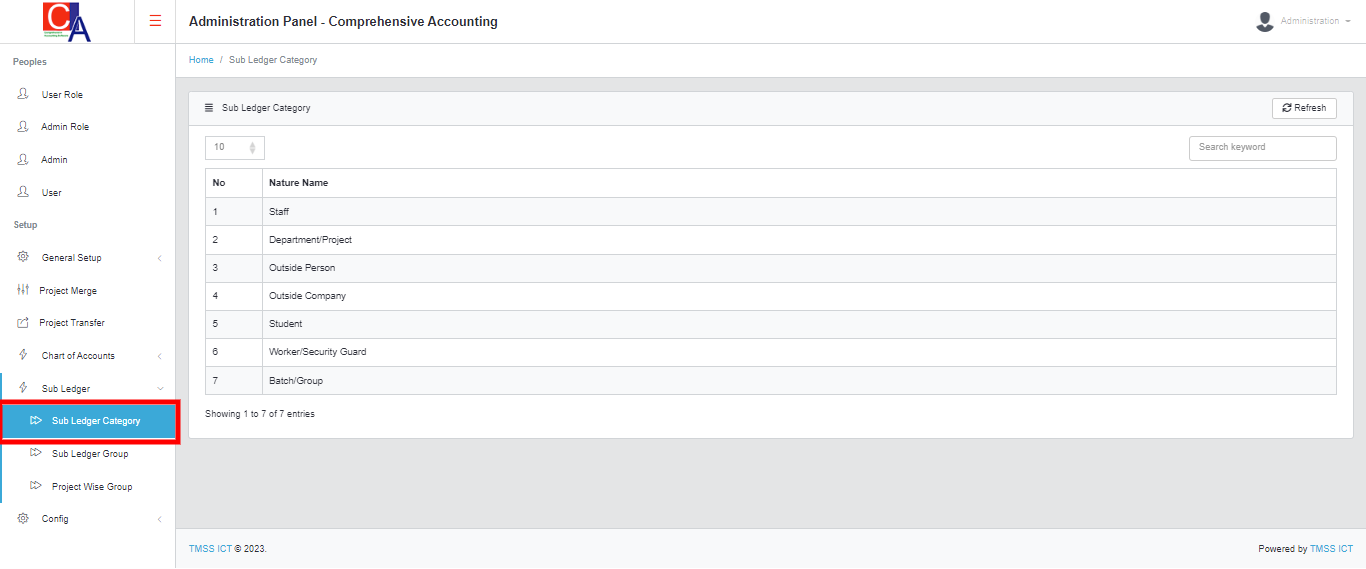 CA
Administration Panel - Comprehensive Accounting
Administration
Peoples
User Role
Admin Role
Admin
User
Setup
General Setup
Project Merge
Project Transfer
Chart of Accounts
Sub Ledger
Sub Ledger Category
Sub Ledger Group
Project Wise Group
Config
Home / Sub Ledger Category
Sub Ledger Category
Refresh
10
Search keyword
No Nature Name
1 Staff
2 Department/Project
3 Outside Person
4 Outside Company
5 Student
6 Worker/Security Guard
7 Batch/Group
Showing 1 to 7 of 7 entries
TMSS ICT © 2023.
Powered by TMSS ICT